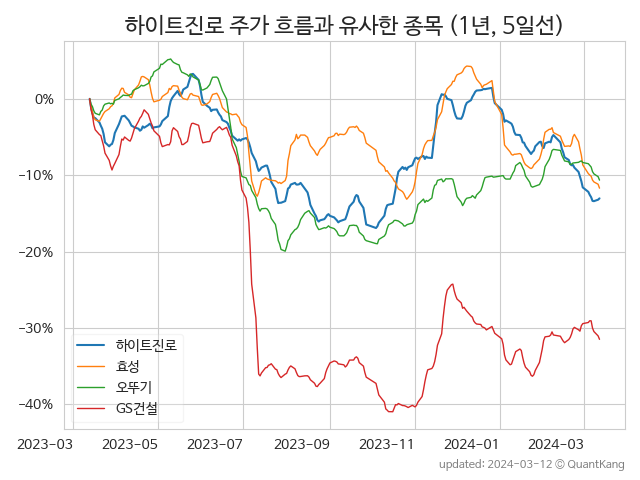 하이트진로 주가 흐름과 유사한 종목 (1년, 5일선)
0%
−10%
−20%
−30%
−40%
하이트진로
효성
오뚜기
GS건설
2023-03
2023-05
2023-07
2023-09
2023-11
2024-01
2024-03
updated: 2024-03-12 © QuantKang